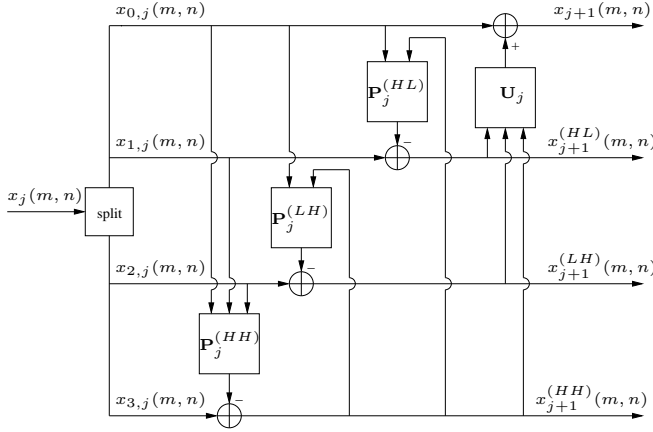 x_{0,j}(m, n) x_{j+1}(m, n)
+
P_j^{(HL)} U_j
x_{1,j}(m, n) − x_{j+1}^{(HL)}(m, n)
x_j(m, n)
split P_j^{(LH)}
x_{2,j}(m, n) − x_{j+1}^{(LH)}(m, n)
P_j^{(HH)}
x_{3,j}(m, n) − x_{j+1}^{(HH)}(m, n)